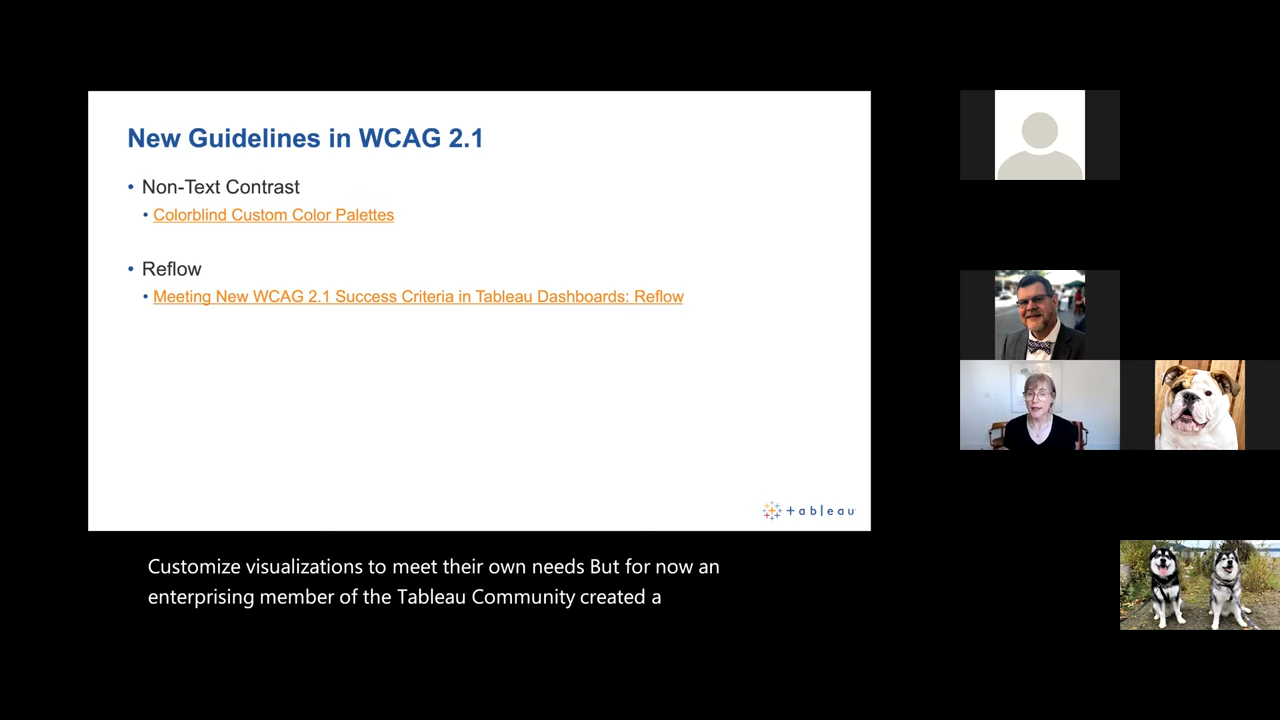 New Guidelines in WCAG 2.1
• Non-Text Contrast
• Colorblind Custom Color Palettes
• Reflow
• Meeting New WCAG 2.1 Success Criteria in Tableau Dashboards: Reflow
+ableau
Customize visualizations to meet their own needs But for now an
enterprising member of the Tableau Community created a